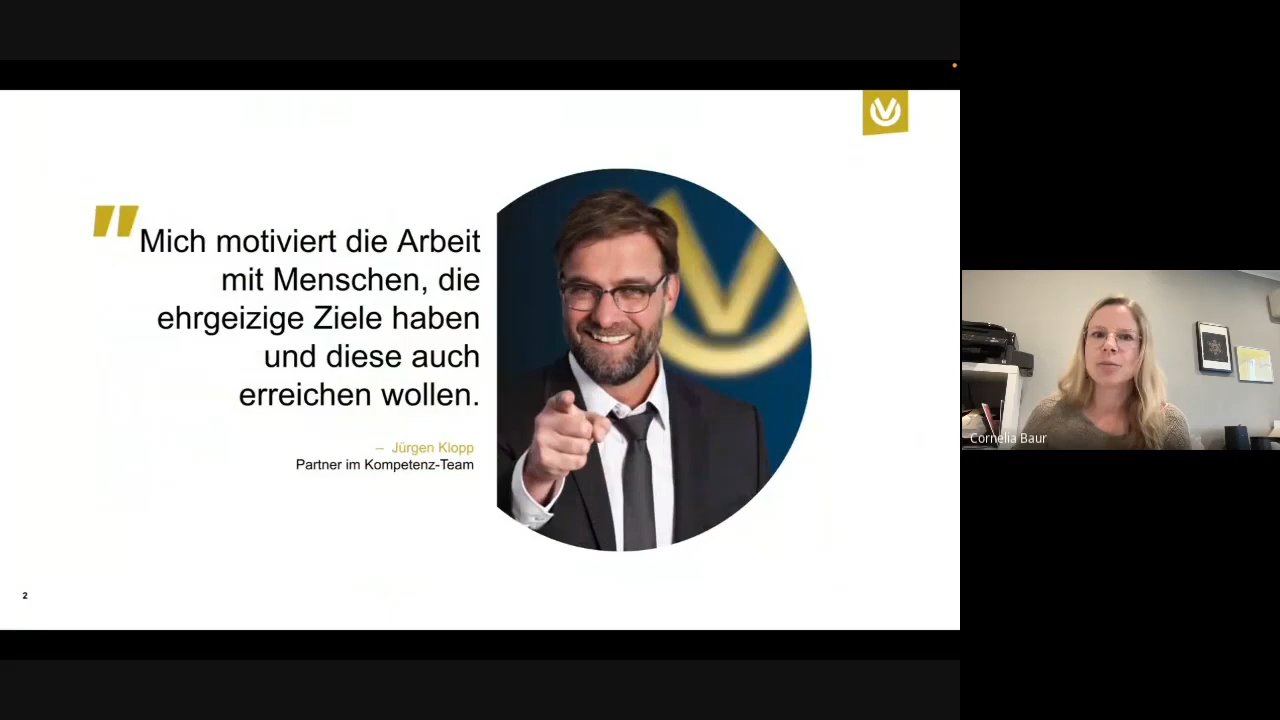 "Mich motiviert die Arbeit
mit Menschen, die
ehrgeizige Ziele haben
und diese auch
erreichen wollen.
– Jürgen Klopp
Partner im Kompetenz-Team
2
Cornelia Baur